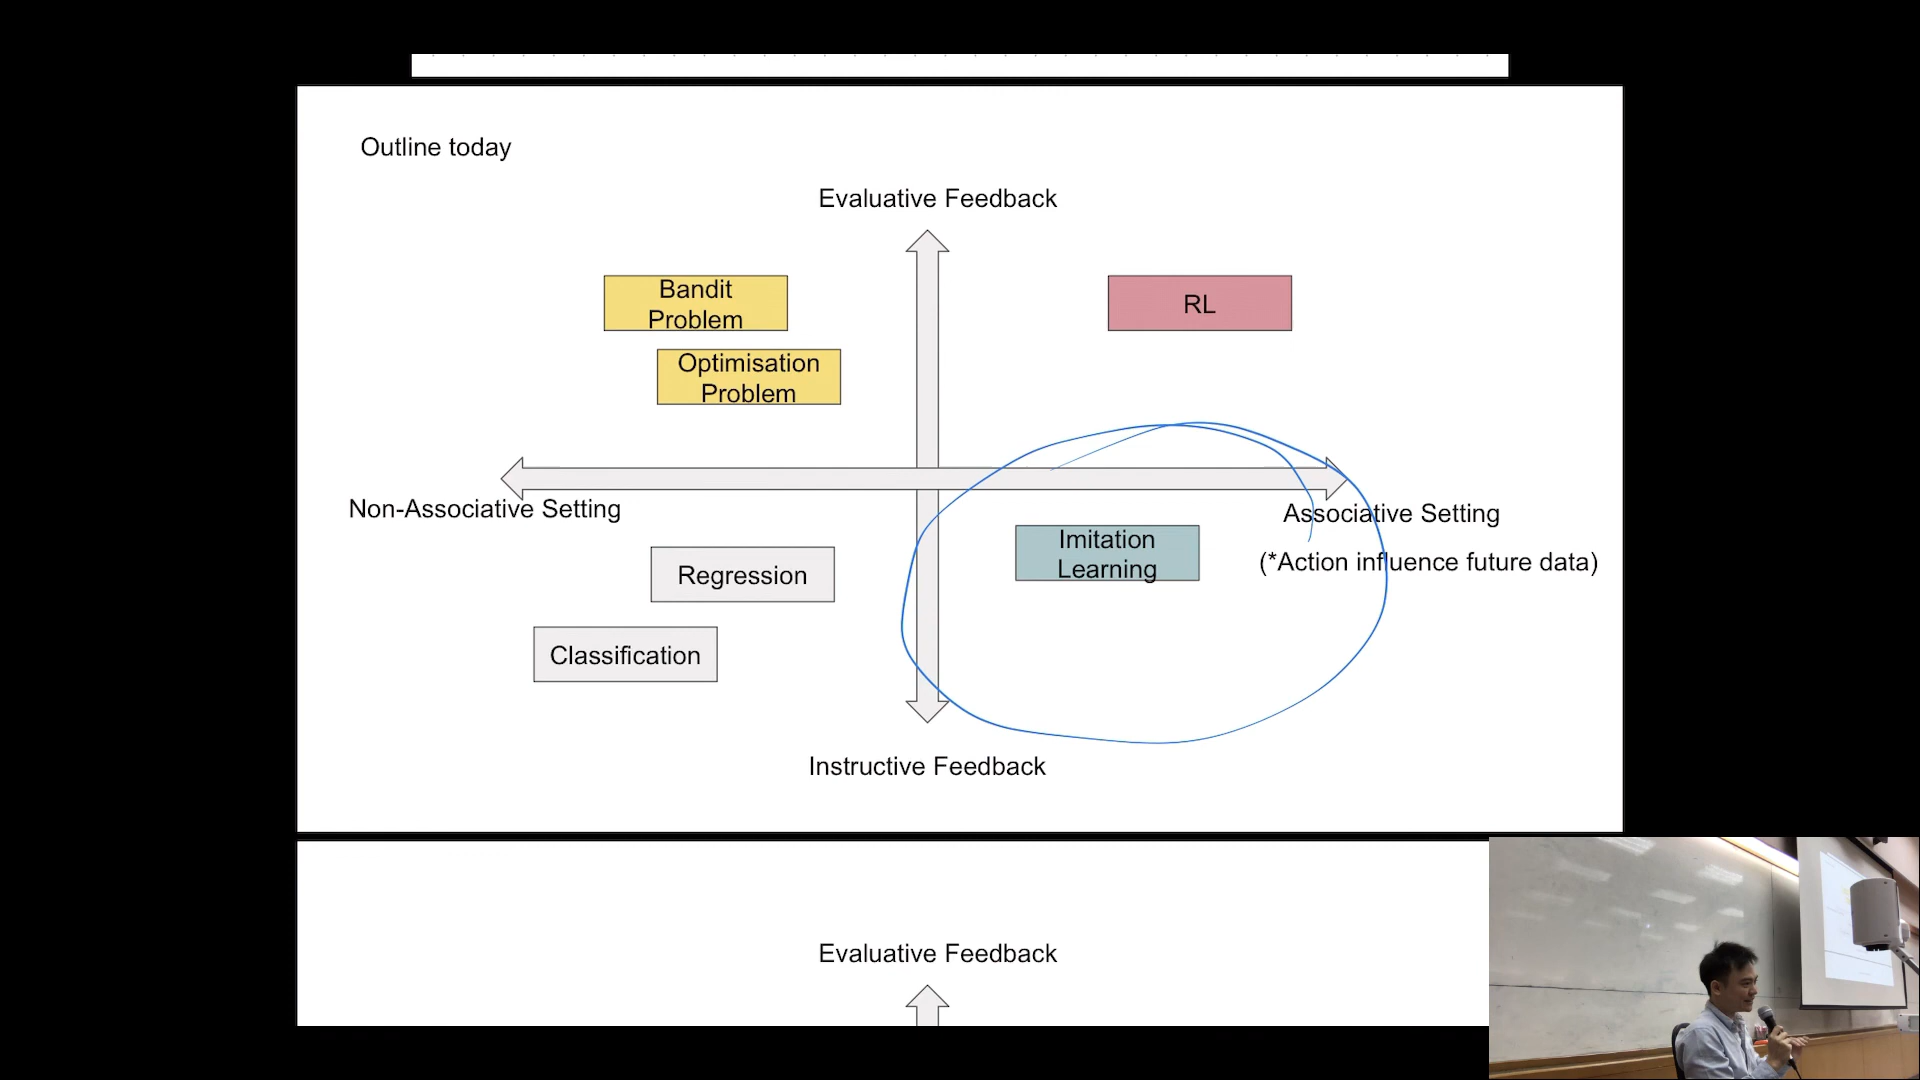 Outline today
Evaluative Feedback
Bandit
Problem
RL
Optimisation
Problem
Non-Associative Setting
Associative Setting
(*Action influence future data)
Imitation
Learning
Regression
Classification
Instructive Feedback
Evaluative Feedback